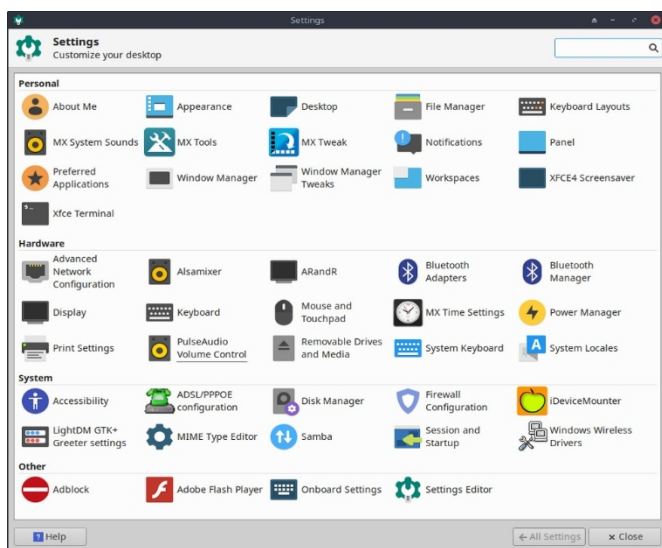 Settings
Settings
Customize your desktop
Personal
About Me
Appearance
Desktop
File Manager
Keyboard Layouts
MX System Sounds
MX Tools
MX Tweak
Notifications
Panel
Preferred
Applications
Window Manager
Window Manager
Tweaks
Workspaces
XFCE4 Screensaver
Xfce Terminal
Hardware
Advanced
Network
Configuration
Alsamixer
ARandR
Bluetooth
Adapters
Bluetooth
Manager
Display
Keyboard
Mouse and
Touchpad
MX Time Settings
Power Manager
Print Settings
PulseAudio
Volume Control
Removable Drives
and Media
System Keyboard
System Locales
System
Accessibility
ADSL/PPPOE
configuration
Disk Manager
Firewall
Configuration
iDeviceMounter
LightDM GTK+
Greeter settings
MIME Type Editor
Samba
Session and
Startup
Windows Wireless
Drivers
Other
Adblock
Adobe Flash Player
Onboard Settings
Settings Editor
Help
All Settings
Close